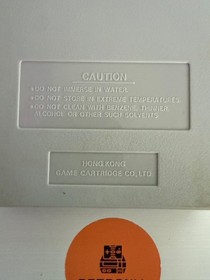 CAUTION
•DO NOT IMMERSE IN WATER.
•DO NOT STORE IN EXTREME TEMPERATURES.
•DO NOT CLEAN WITH BENZENE, THINNER
ALCOHOL OR OTHER SUCH SOLVENTS.
HONG KONG
GAME CARTRIDGE CO., LTD.